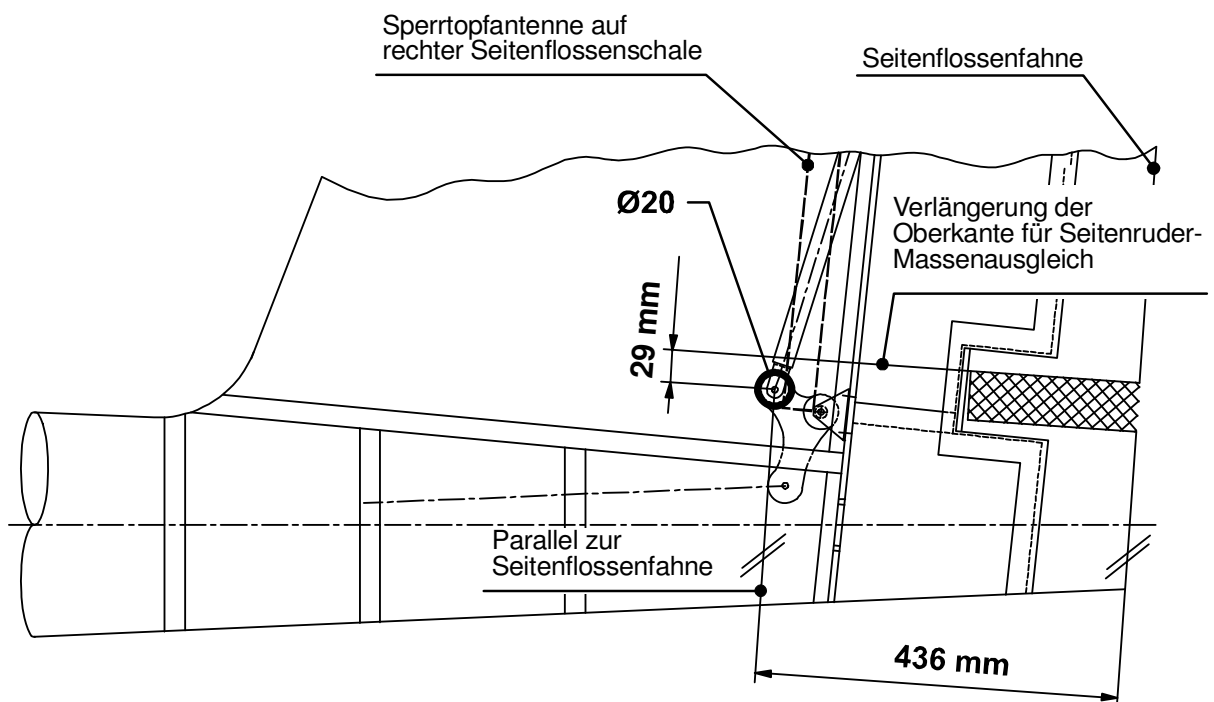 Sperrtopfantenne auf
rechter Seitenflossenschale
Seitenflossenfahne
Ø20
Verlängerung der
Oberkante für Seitenruder-
Massenausgleich
29 mm
Parallel zur
Seitenflossenfahne
436 mm